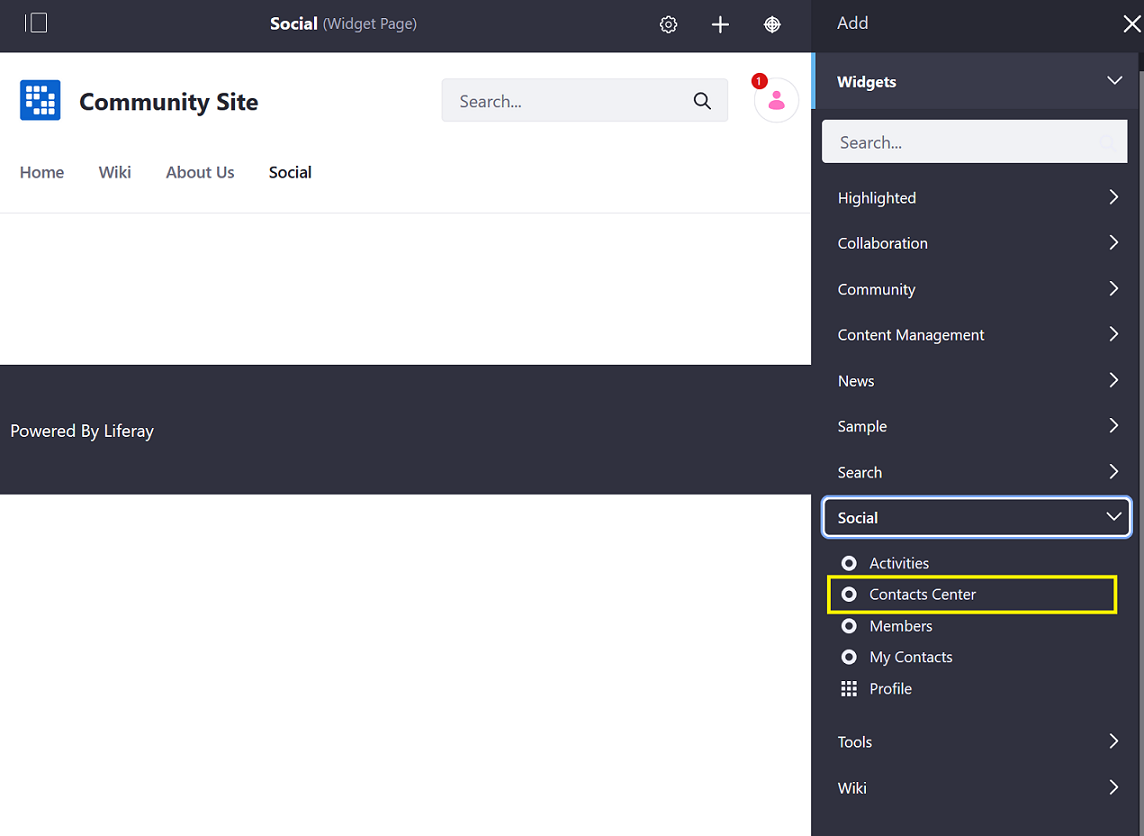 Social (Widget Page)
Add
Widgets
Community Site
Search...
1
Search...
Home Wiki About Us Social
Highlighted
Collaboration
Community
Content Management
News
Sample
Search
Social
Activities
Contacts Center
Members
My Contacts
Profile
Tools
Wiki
Powered By Liferay